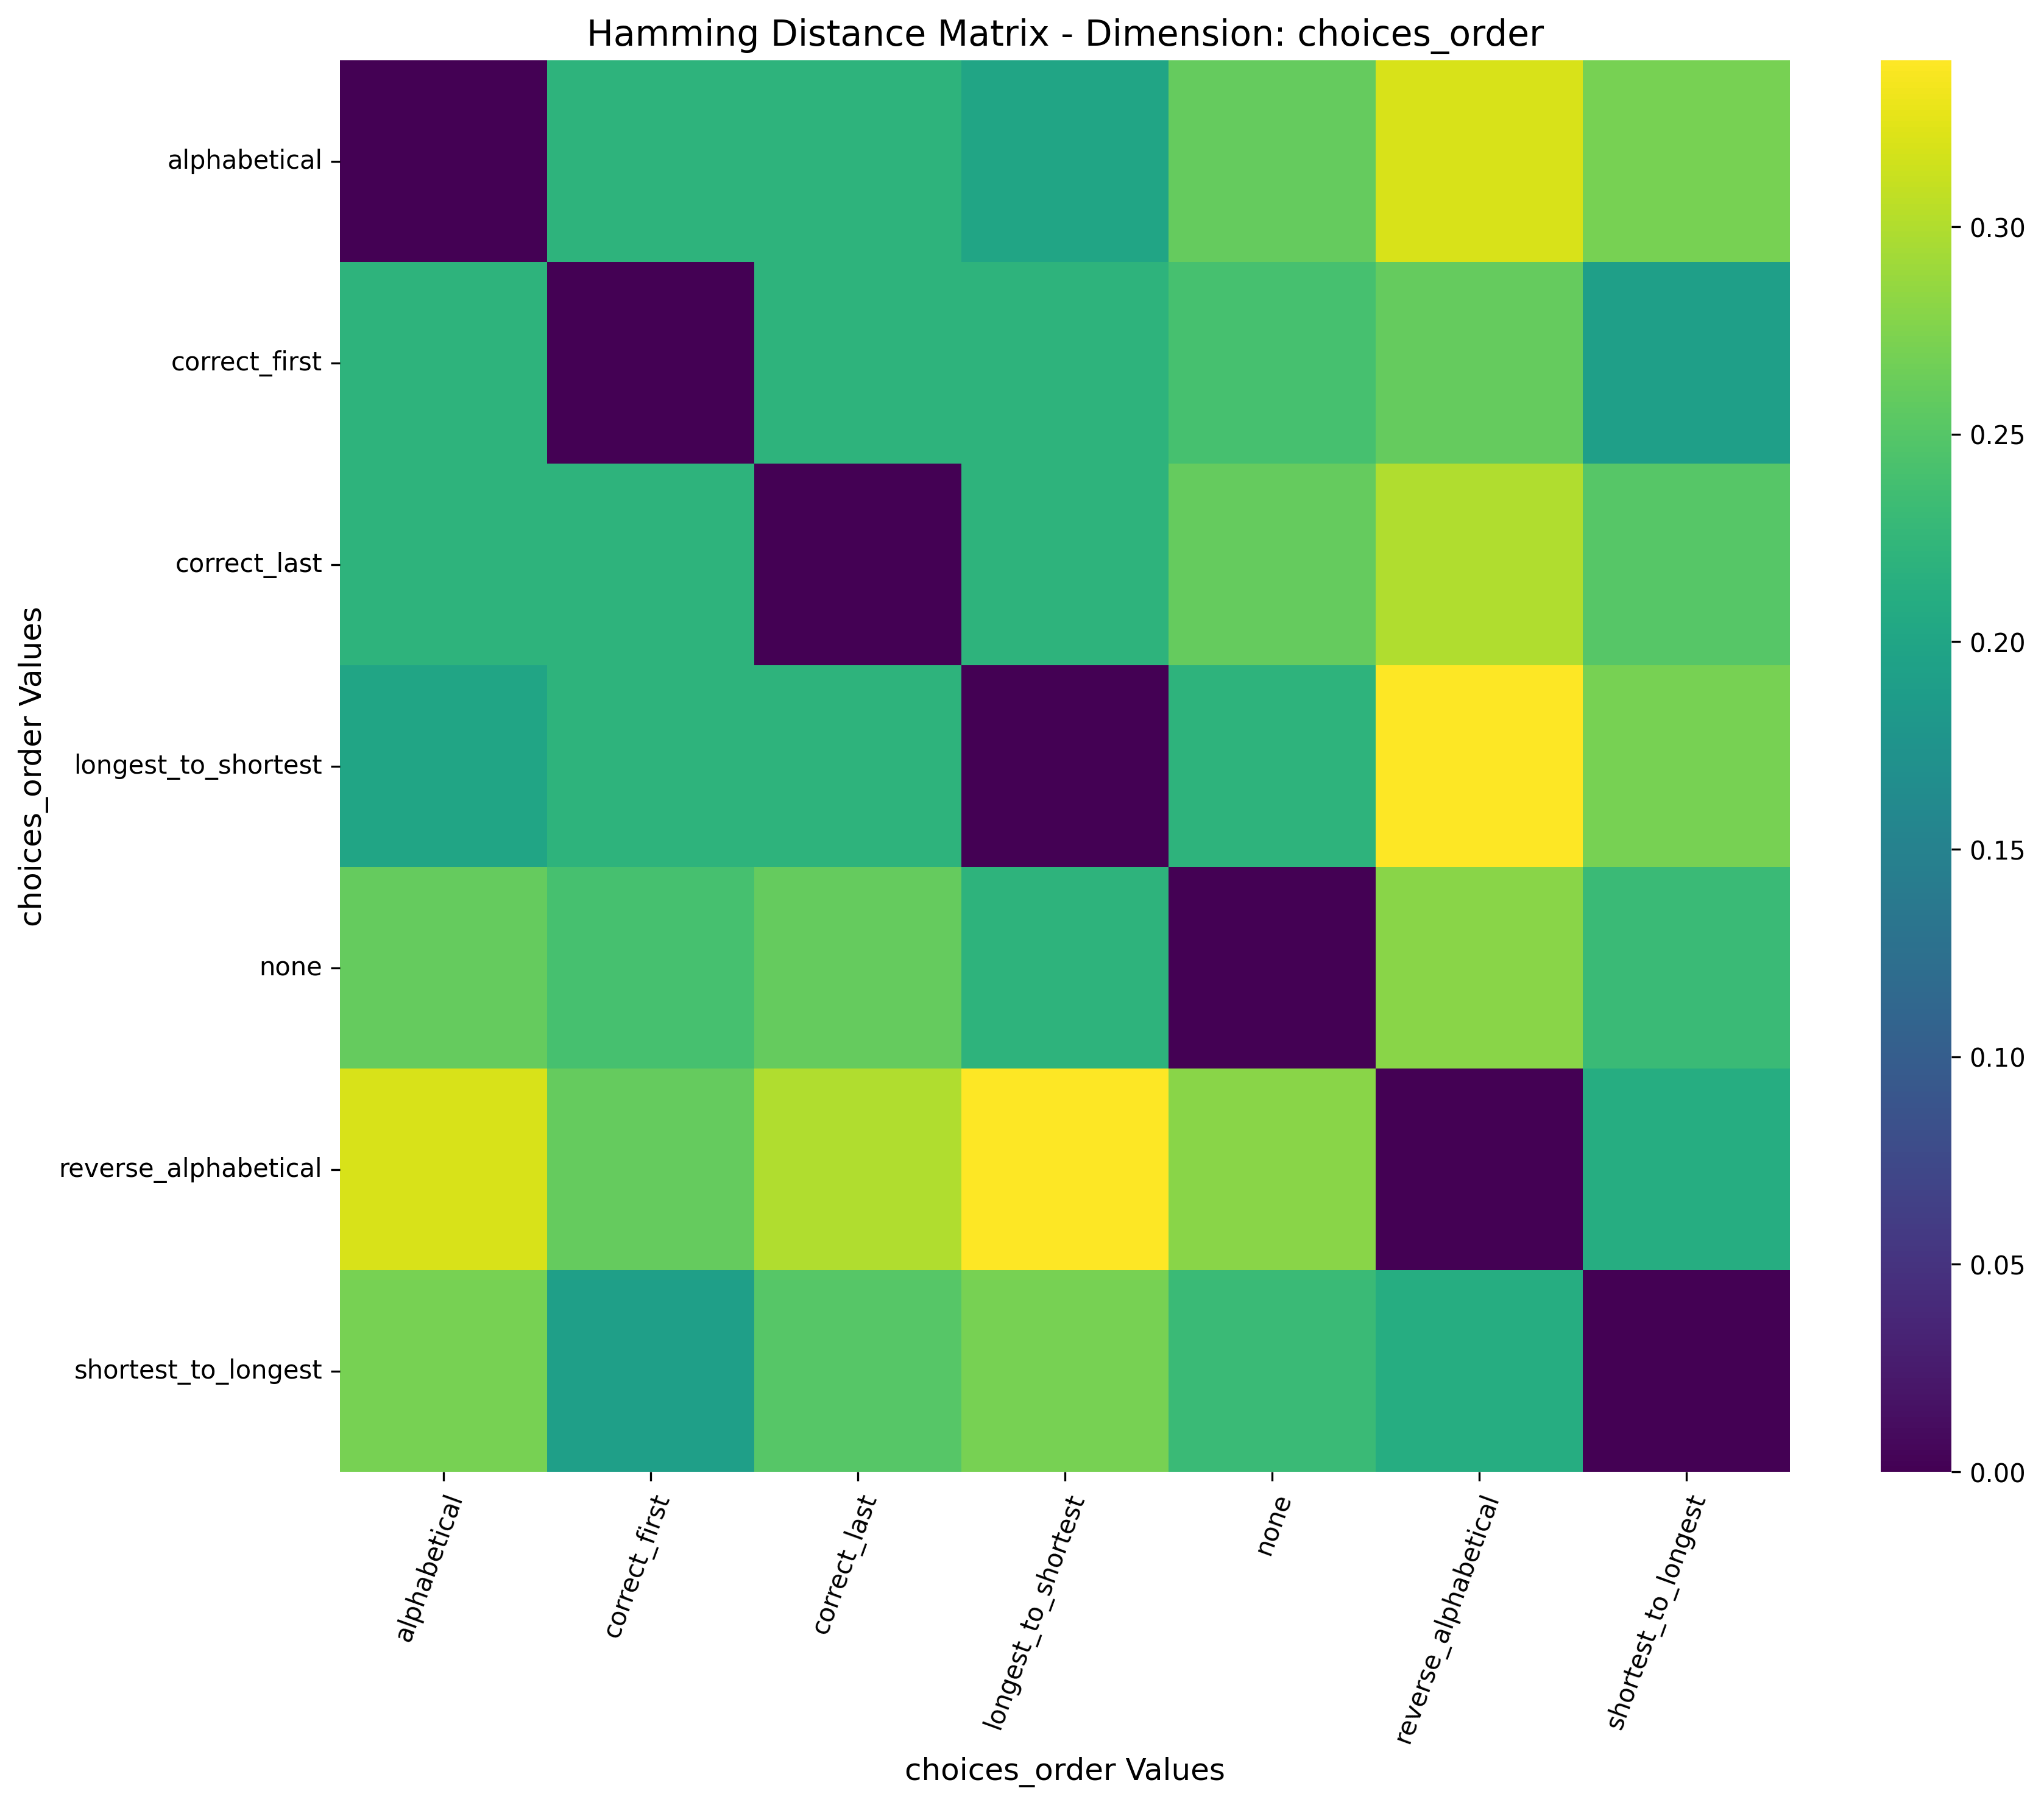 Hamming Distance Matrix - Dimension: choices_order
alphabetical
correct_first
correct_last
longest_to_shortest
none
reverse_alphabetical
shortest_to_longest
choices_order Values
alphabetical
correct_first
correct_last
longest_to_shortest
none
reverse_alphabetical
shortest_to_longest
choices_order Values
0.30
0.25
0.20
0.15
0.10
0.05
0.00